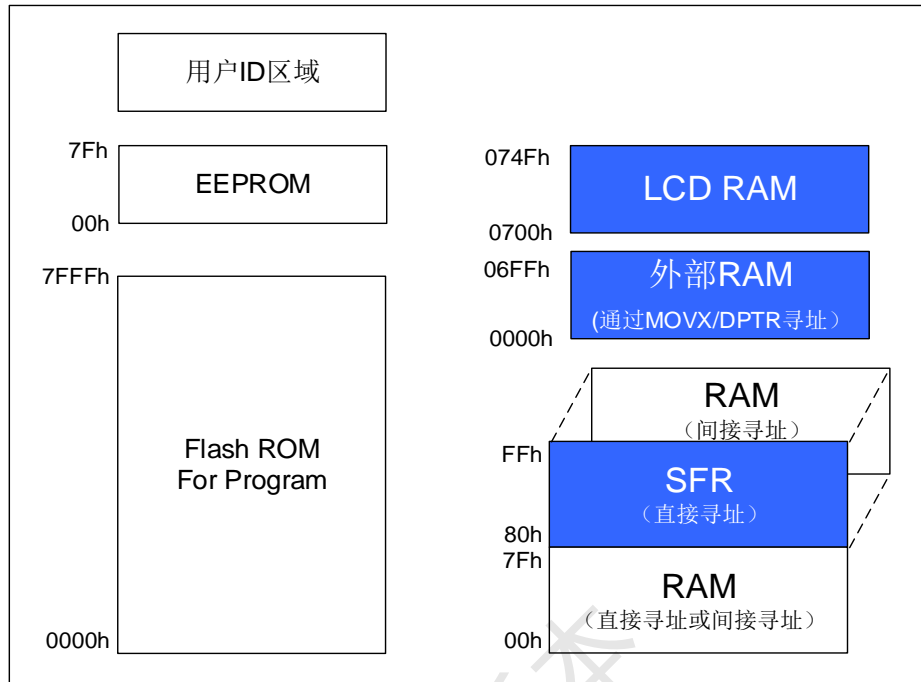 用户ID区域
7Fh
EEPROM
00h
7FFFh
Flash ROM
For Program
0000h
074Fh
LCD RAM
0700h
06FFh
外部RAM
(通过MOVX/DPTR寻址）
0000h
RAM
（间接寻址）
FFh
SFR
（直接寻址）
80h
7Fh
RAM
（直接寻址或间接寻址）
00h
本